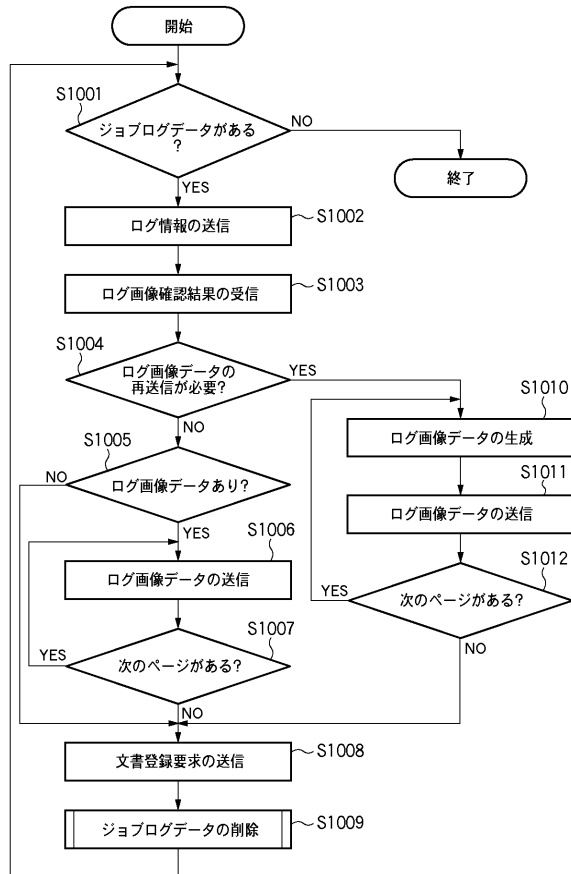 開始
S1001
ジョブログデータがある
?
NO
YES
終了
ログ情報の送信
S1002
ログ画像確認結果の受信
S1003
S1004
ログ画像データの
再送信が必要?
YES
NO
S1005
ログ画像データあり?
NO
YES
S1006
ログ画像データの送信
S1007
次のページがある?
YES
NO
S1010
ログ画像データの生成
S1011
ログ画像データの送信
S1012
次のページがある?
YES
NO
文書登録要求の送信
S1008
ジョブログデータの削除
S1009